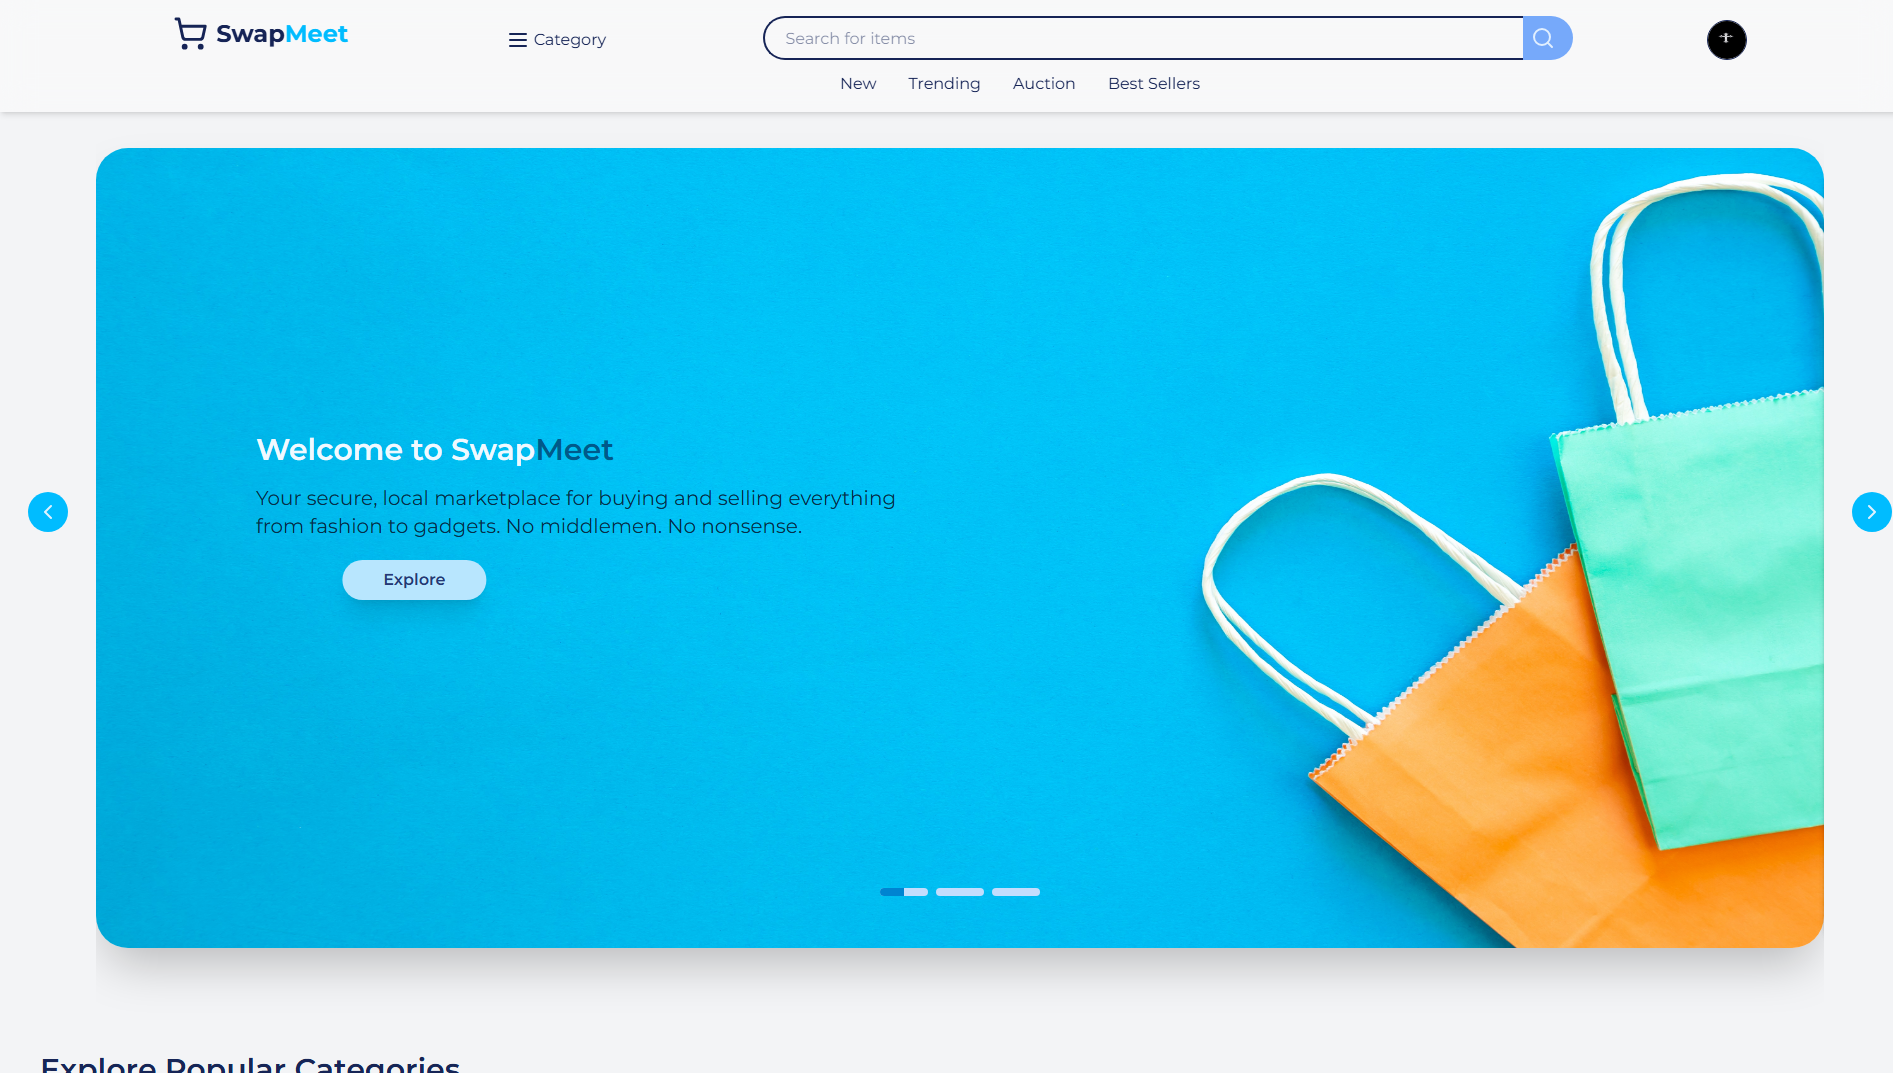 SwapMeet
Category
Search for items
New Trending Auction Best Sellers
Welcome to SwapMeet
Your secure, local marketplace for buying and selling everything
from fashion to gadgets. No middlemen. No nonsense.
Explore
Explore Popular Categories